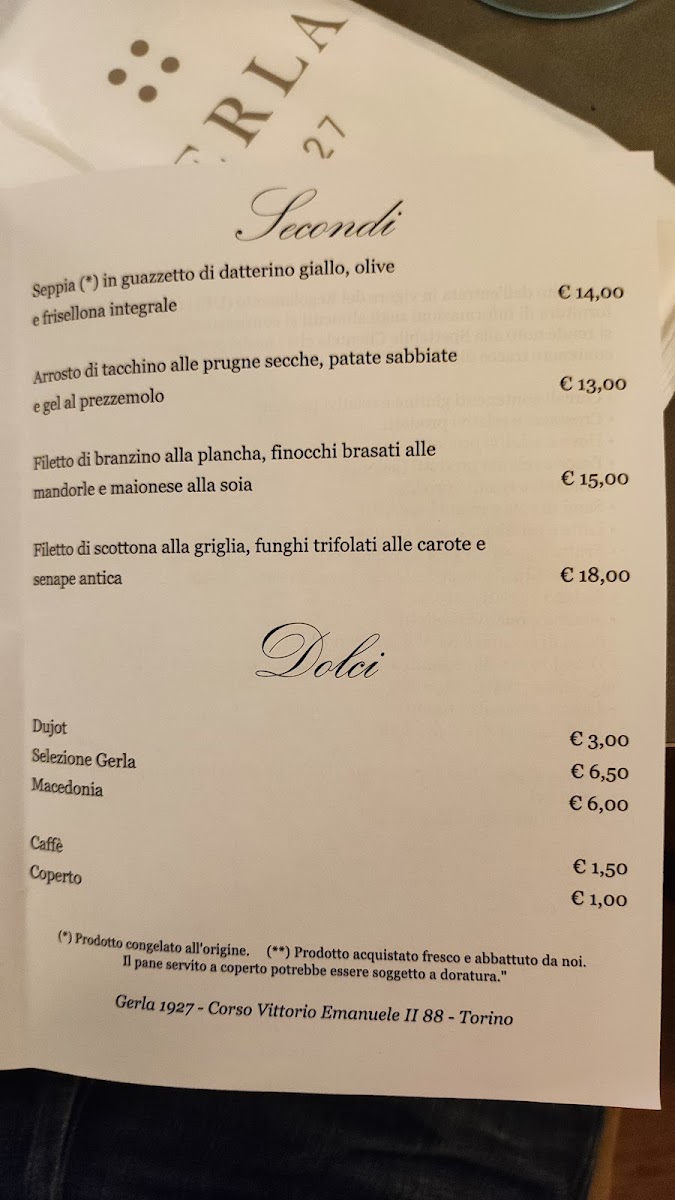 ERLA
27
Secondi
Seppia (*) in guazzetto di datterino giallo, olive
e frisellona integrale
€ 14,00
Arrosto di tacchino alle prugne secche, patate sabbiate
e gel al prezzemolo
€ 13,00
Filetto di branzino alla plancha, finocchi brasati alle
mandorle e maionese alla soia
€ 15,00
Filetto di scottona alla griglia, funghi trifolati alle carote e
senape antica
€ 18,00
Dolci
Dujot € 3,00
Selezione Gerla € 6,50
Macedonia € 6,00
Caffè € 1,50
Coperto € 1,00
(*) Prodotto congelato all'origine. (**) Prodotto acquistato fresco e abbattuto da noi.
Il pane servito a coperto potrebbe essere soggetto a doratura."
Gerla 1927 - Corso Vittorio Emanuele II 88 - Torino